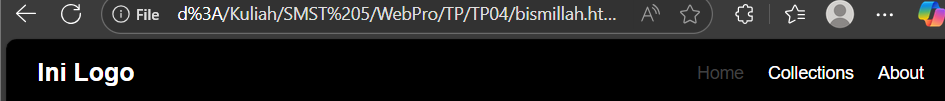 File d%3A/Kuliah/SMST%205/WebPro/TP/TP04/bismillah.ht...
Ini Logo Home Collections About